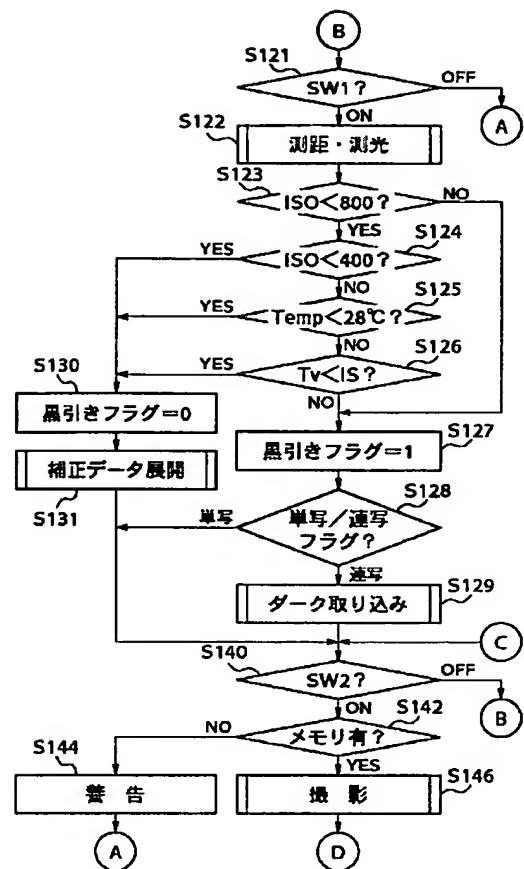 B
S121
SW1?
OFF
A
ON
S122
測距・測光
S123
ISO<800?
NO
YES
S124
YES
ISO<400?
NO
S125
YES
Temp<28℃?
NO
S126
YES
Tv<IS?
NO
S130
黒引きフラグ=0
S127
黒引きフラグ=1
補正データ展開
S131
S128
単写
単写/連写
フラグ?
連写
S129
ダーク取り込み
C
S140
SW2?
OFF
B
ON
S142
NO
メモリ有?
YES
S144
警 告
S146
撮 影
A
D